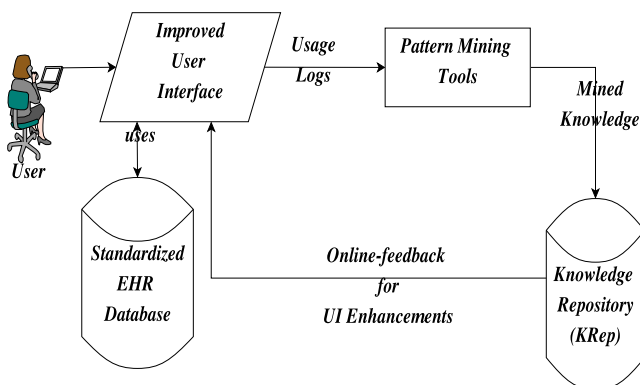 Improved
User
Interface
Usage
Logs
Pattern Mining
Tools
Mined
Knowledge
User
uses
Standardized
EHR
Database
Online-feedback
for
UI Enhancements
Knowledge
Repository
(KRep)